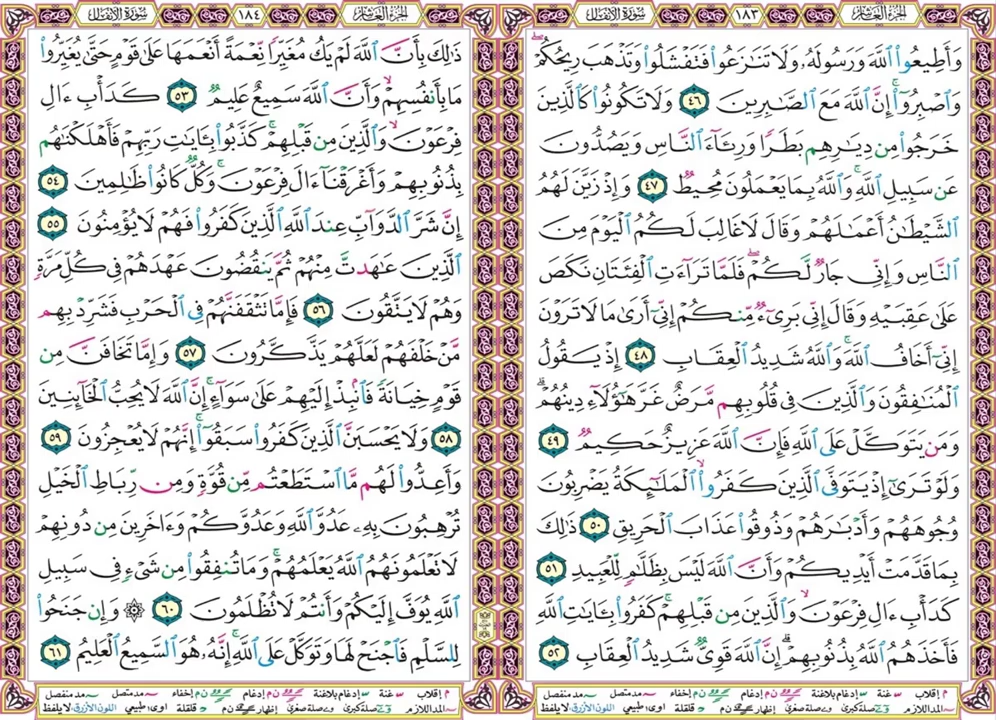 الجزء العاشر
١٨٣
سورة الأنفال
وَأَطِيعُوا۟ ٱللَّهَ وَرَسُولَهُۥ وَلَا تَنَٰزَعُوا۟ فَتَفْشَلُوا۟ وَتَذْهَبَ رِيحُكُمْ ۖ
وَٱصْبِرُوٓا۟ ۚ إِنَّ ٱللَّهَ مَعَ ٱلصَّٰبِرِينَ ٤٦ وَلَا تَكُونُوا۟ كَٱلَّذِينَ
خَرَجُوا۟ مِن دِيَٰرِهِم بَطَرًا وَرِئَآءَ ٱلنَّاسِ وَيَصُدُّونَ
عَن سَبِيلِ ٱللَّهِ ۚ وَٱللَّهُ بِمَا يَعْمَلُونَ مُحِيطٌ ٤٧ وَإِذْ زَيَّنَ لَهُمُ
ٱلشَّيْطَٰنُ أَعْمَٰلَهُمْ وَقَالَ لَا غَالِبَ لَكُمُ ٱلْيَوْمَ مِنَ
ٱلنَّاسِ وَإِنِّى جَارٌ لَّكُمْ ۖ فَلَمَّا تَرَآءَتِ ٱلْفِئَتَانِ نَكَصَ
عَلَىٰ عَقِبَيْهِ وَقَالَ إِنِّى بَرِىٓءٌ مِّنكُمْ إِنِّىٓ أَرَىٰ مَا لَا تَرَوْنَ
إِنِّىٓ أَخَافُ ٱللَّهَ ۚ وَٱللَّهُ شَدِيدُ ٱلْعِقَابِ ٤٨ إِذْ يَقُولُ
ٱلْمُنَٰفِقُونَ وَٱلَّذِينَ فِى قُلُوبِهِم مَّرَضٌ غَرَّ هَٰٓؤُلَآءِ دِينُهُمْ ۗ
وَمَن يَتَوَكَّلْ عَلَى ٱللَّهِ فَإِنَّ ٱللَّهَ عَزِيزٌ حَكِيمٌ ٤٩
وَلَوْ تَرَىٰٓ إِذْ يَتَوَفَّى ٱلَّذِينَ كَفَرُوا۟ ۙ ٱلْمَلَٰٓئِكَةُ يَضْرِبُونَ
وُجُوهَهُمْ وَأَدْبَٰرَهُمْ وَذُوقُوا۟ عَذَابَ ٱلْحَرِيقِ ٥٠ ذَٰلِكَ
بِمَا قَدَّمَتْ أَيْدِيكُمْ وَأَنَّ ٱللَّهَ لَيْسَ بِظَلَّٰمٍ لِّلْعَبِيدِ ٥١
كَدَأْبِ ءَالِ فِرْعَوْنَ ۙ وَٱلَّذِينَ مِن قَبْلِهِمْ ۚ كَفَرُوا۟ بِـَٔايَٰتِ ٱللَّهِ
فَأَخَذَهُمُ ٱللَّهُ بِذُنُوبِهِمْ ۗ إِنَّ ٱللَّهَ قَوِىٌّ شَدِيدُ ٱلْعِقَابِ ٥٢
الجزء العاشر
١٨٤
سورة الأنفال
ذَٰلِكَ بِأَنَّ ٱللَّهَ لَمْ يَكُ مُغَيِّرًا نِّعْمَةً أَنْعَمَهَا عَلَىٰ قَوْمٍ حَتَّىٰ يُغَيِّرُوا۟
مَا بِأَنفُسِهِمْ ۙ وَأَنَّ ٱللَّهَ سَمِيعٌ عَلِيمٌ ٥٣ كَدَأْبِ ءَالِ
فِرْعَوْنَ ۙ وَٱلَّذِينَ مِن قَبْلِهِمْ ۚ كَذَّبُوا۟ بِـَٔايَٰتِ رَبِّهِمْ فَأَهْلَكْنَٰهُم
بِذُنُوبِهِمْ وَأَغْرَقْنَآ ءَالَ فِرْعَوْنَ ۚ وَكُلٌّ كَانُوا۟ ظَٰلِمِينَ ٥٤
إِنَّ شَرَّ ٱلدَّوَآبِّ عِندَ ٱللَّهِ ٱلَّذِينَ كَفَرُوا۟ فَهُمْ لَا يُؤْمِنُونَ ٥٥
ٱلَّذِينَ عَٰهَدتَّ مِنْهُمْ ثُمَّ يَنقُضُونَ عَهْدَهُمْ فِى كُلِّ مَرَّةٍ
وَهُمْ لَا يَتَّقُونَ ٥٦ فَإِمَّا تَثْقَفَنَّهُمْ فِى ٱلْحَرْبِ فَشَرِّدْ بِهِم
مَّنْ خَلْفَهُمْ لَعَلَّهُمْ يَذَّكَّرُونَ ٥٧ وَإِمَّا تَخَافَنَّ مِن
قَوْمٍ خِيَانَةً فَٱنۢبِذْ إِلَيْهِمْ عَلَىٰ سَوَآءٍ ۚ إِنَّ ٱللَّهَ لَا يُحِبُّ ٱلْخَآئِنِينَ
٥٨ وَلَا يَحْسَبَنَّ ٱلَّذِينَ كَفَرُوا۟ سَبَقُوٓا۟ ۚ إِنَّهُمْ لَا يُعْجِزُونَ ٥٩
وَأَعِدُّوا۟ لَهُم مَّا ٱسْتَطَعْتُم مِّن قُوَّةٍ وَمِن رِّبَاطِ ٱلْخَيْلِ
تُرْهِبُونَ بِهِۦ عَدُوَّ ٱللَّهِ وَعَدُوَّكُمْ وَءَاخَرِينَ مِن دُونِهِمْ
لَا تَعْلَمُونَهُمُ ٱللَّهُ يَعْلَمُهُمْ ۚ وَمَا تُنفِقُوا۟ مِن شَىْءٍ فِى سَبِيلِ
ٱللَّهِ يُوَفَّ إِلَيْكُمْ وَأَنتُمْ لَا تُظْلَمُونَ ٦٠ ۞ وَإِن جَنَحُوا۟
لِلسَّلْمِ فَٱجْنَحْ لَهَا وَتَوَكَّلْ عَلَى ٱللَّهِ ۚ إِنَّهُۥ هُوَ ٱلسَّمِيعُ ٱلْعَلِيمُ ٦١